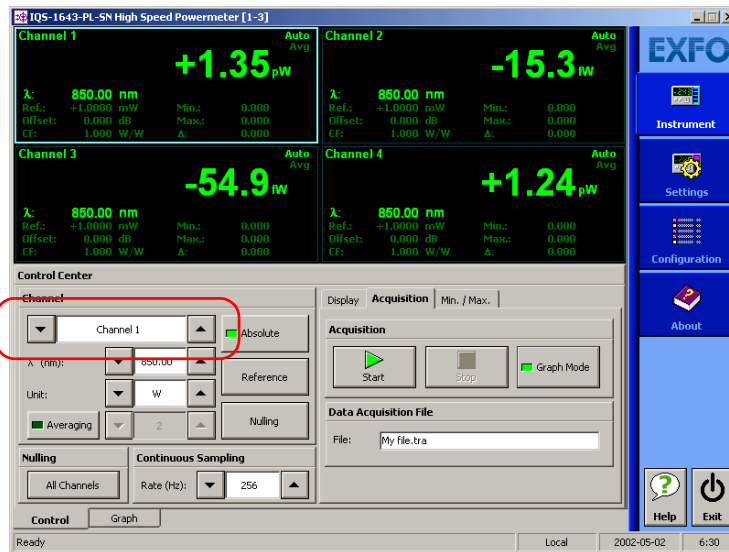 IQS-1643-PL-SN High Speed Powermeter [1-3]
Channel 1 Auto
Avg
+1.35 pW
λ: 850.00 nm
Ref.: +1.0000 mW Min.: 0.000
Offset: 0.000 dB Max.: 0.000
CF: 1.000 W/W Δ: 0.000
Channel 2 Auto
Avg
-15.3 fW
λ: 850.00 nm
Ref.: +1.0000 mW Min.: 0.000
Offset: 0.000 dB Max.: 0.000
CF: 1.000 W/W Δ: 0.000
Channel 3 Auto
Avg
-54.9 fW
λ: 850.00 nm
Ref.: +1.0000 mW Min.: 0.000
Offset: 0.000 dB Max.: 0.000
CF: 1.000 W/W Δ: 0.000
Channel 4 Auto
Avg
+1.24 pW
λ: 850.00 nm
Ref.: +1.0000 mW Min.: 0.000
Offset: 0.000 dB Max.: 0.000
CF: 1.000 W/W Δ: 0.000
EXFO
Instrument
Settings
Configuration
About
Control Center
Channel
Channel 1
Absolute
λ (nm): 850.00
Reference
Unit: W
Averaging 2
Nulling
Nulling
All Channels
Continuous Sampling
Rate (Hz): 256
Display Acquisition Min. / Max.
Acquisition
Start Stop Graph Mode
Data Acquisition File
File: My file.tra
Control Graph
Help Exit
Ready Local 2002-05-02 6:30